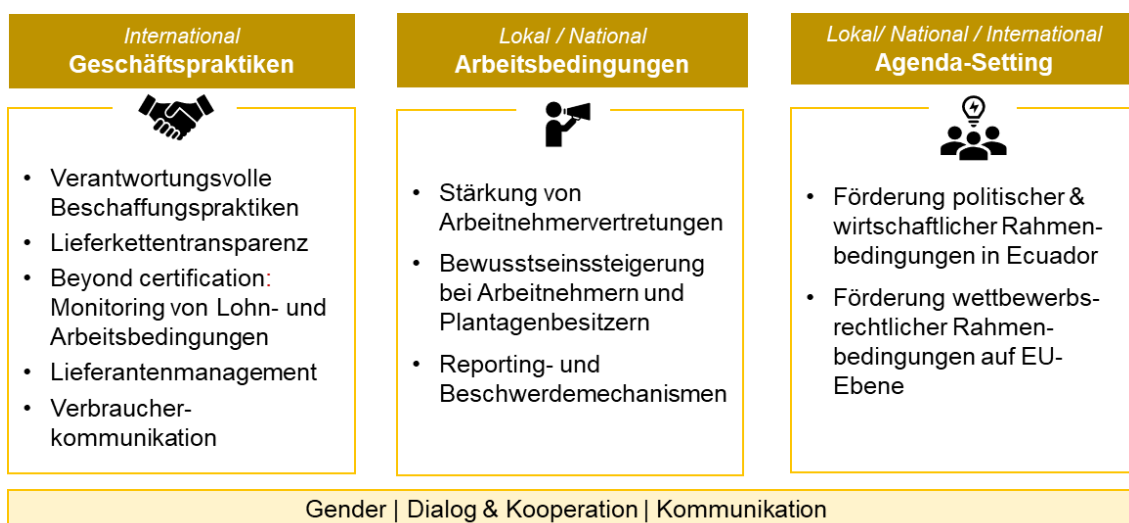 International
Geschäftspraktiken
Verantwortungsvolle
Beschaffungspraktiken
Lieferkettentransparenz
Beyond certification:
Monitoring von Lohn- und
Arbeitsbedingungen
Lieferantenmanagement
Verbraucher-
kommunikation
Lokal / National
Arbeitsbedingungen
Stärkung von
Arbeitnehmervertretungen
Bewusstseinssteigerung
bei Arbeitnehmern und
Plantagenbesitzern
Reporting- und
Beschwerdemechanismen
Lokal/ National / International
Agenda-Setting
Förderung politischer &
wirtschaftlicher Rahmen-
bedingungen in Ecuador
Förderung wettbewerbs-
rechtlicher Rahmen-
bedingungen auf EU-
Ebene
Gender | Dialog & Kooperation | Kommunikation